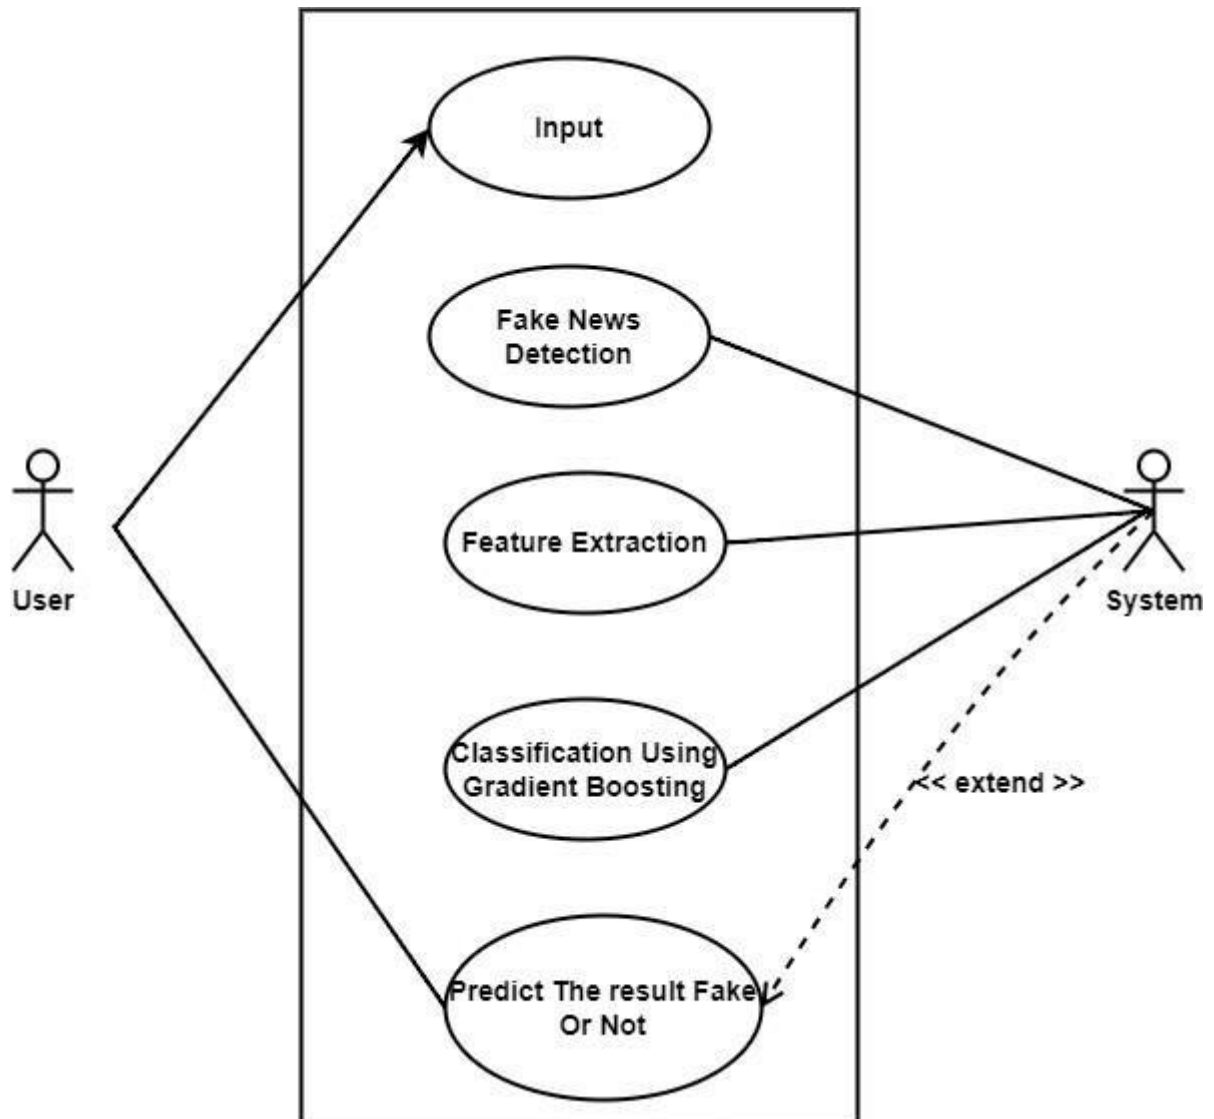 Input
Fake News
Detection
Feature Extraction
User
System
Classification Using
Gradient Boosting
<< extend >>
Predict The result Fake
Or Not